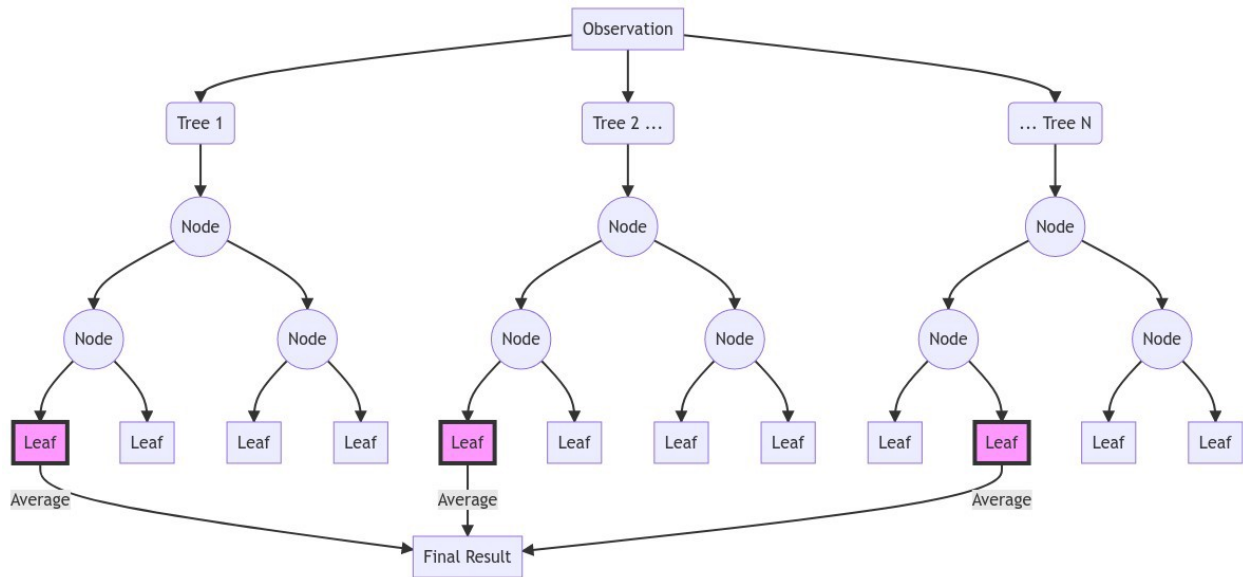 Observation
Tree 1
Tree 2 ...
... Tree N
Node
Node
Node
Node
Node
Node
Node
Node
Node
Leaf
Leaf
Leaf
Leaf
Leaf
Leaf
Leaf
Leaf
Leaf
Leaf
Leaf
Leaf
Average
Average
Average
Final Result